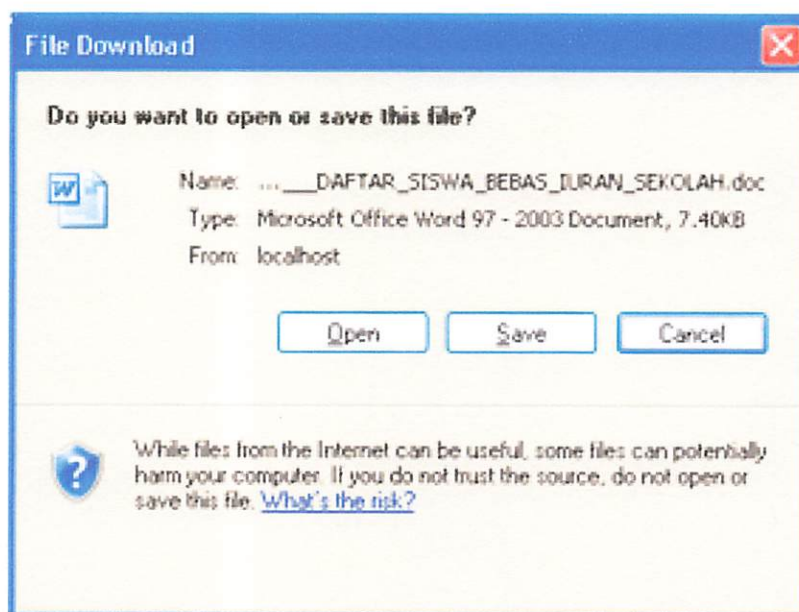 File Download
Do you want to open or save this file?
Name: ...___DAFTAR_SISWA_BEBAS_IURAN_SEKOLAH.doc
Type: Microsoft Office Word 97 - 2003 Document, 7.40KB
From: localhost
Open Save Cancel
While files from the Internet can be useful, some files can potentially
harm your computer. If you do not trust the source, do not open or
save this file. What's the risk?